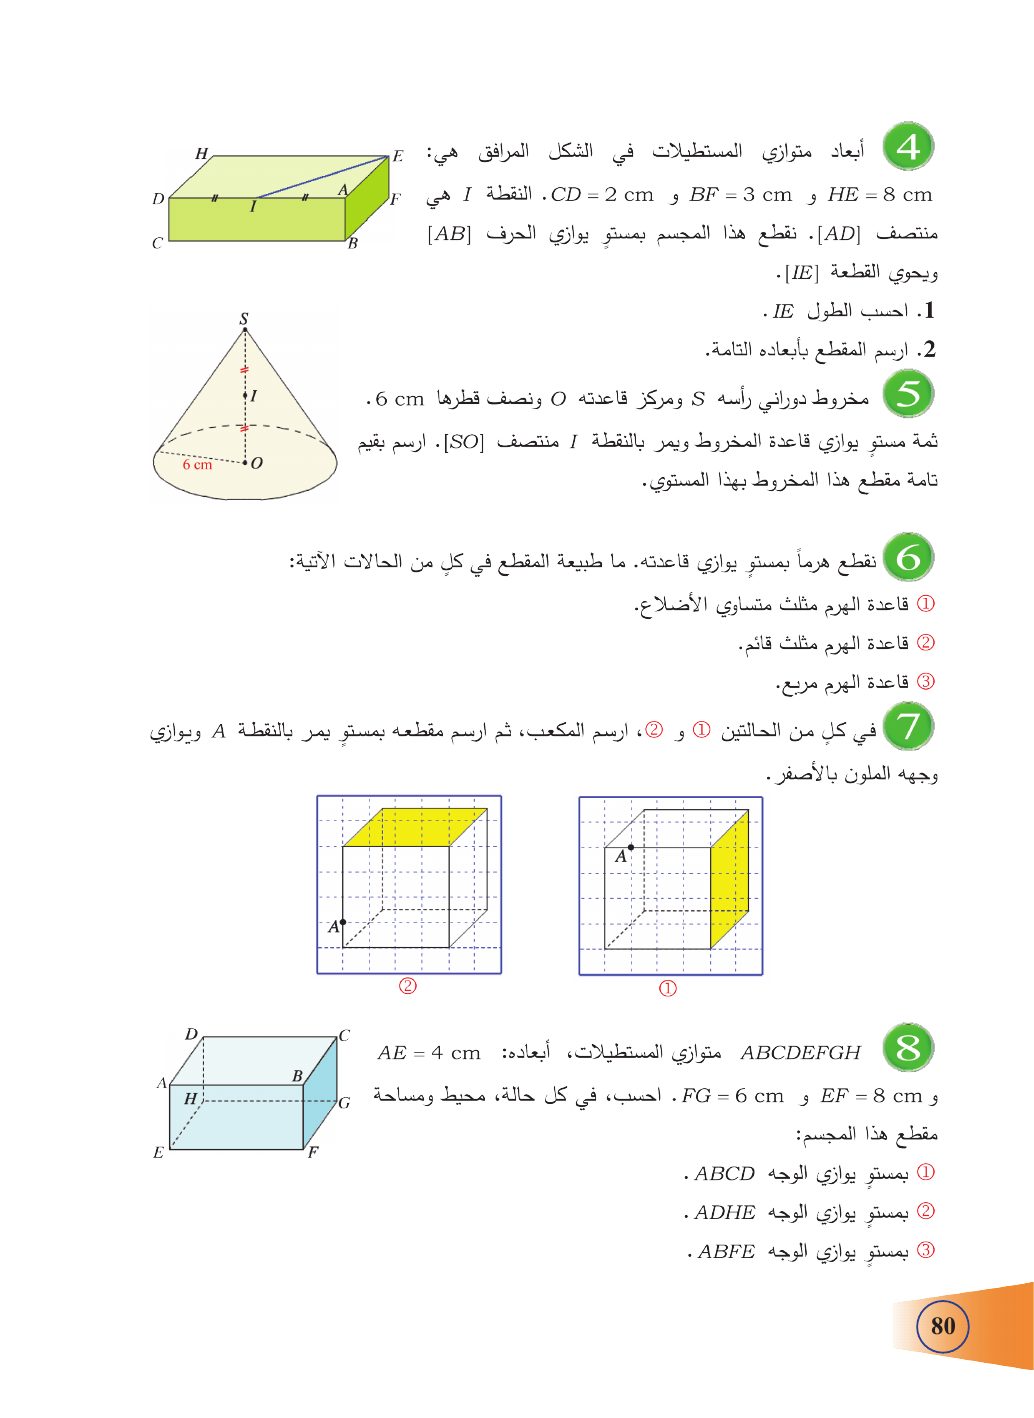 4 أبعاد متوازي المستطيلات في الشكل المرافق هي:
HE = 8 cm و BF = 3 cm و CD = 2 cm. النقطة I هي
منتصف [AD]. نقطع هذا المجسم بمستوٍ يوازي الحرف [AB]
ويحوي القطعة [IE].
1. احسب الطول IE.
2. ارسم المقطع بأبعاده التامة.
H
E
D
I
A
F
C
B
5 مخروط دوراني رأسه S ومركز قاعدته O ونصف قطرها 6 cm.
ثمة مستوٍ يوازي قاعدة المخروط ويمر بالنقطة I منتصف [SO]. ارسم بقيم
تامة مقطع هذا المخروط بهذا المستوي.
S
I
6 cm
O
6 نقطع هرماً بمستوٍ يوازي قاعدته. ما طبيعة المقطع في كلٍ من الحالات الآتية:
① قاعدة الهرم مثلث متساوي الأضلاع.
② قاعدة الهرم مثلث قائم.
③ قاعدة الهرم مربع.
7 في كلٍ من الحالتين ① و ②، ارسم المكعب، ثم ارسم مقطعه بمستوٍ يمر بالنقطة A ويوازي
وجهه الملون بالأصفر.
A
①
A
②
8 ABCDEFGH متوازي المستطيلات، أبعاده: AE = 4 cm
و EF = 8 cm و FG = 6 cm. احسب، في كل حالة، محيط ومساحة
مقطع هذا المجسم:
① بمستوٍ يوازي الوجه ABCD.
② بمستوٍ يوازي الوجه ADHE.
③ بمستوٍ يوازي الوجه ABFE.
D
C
A
B
H
G
E
F
80